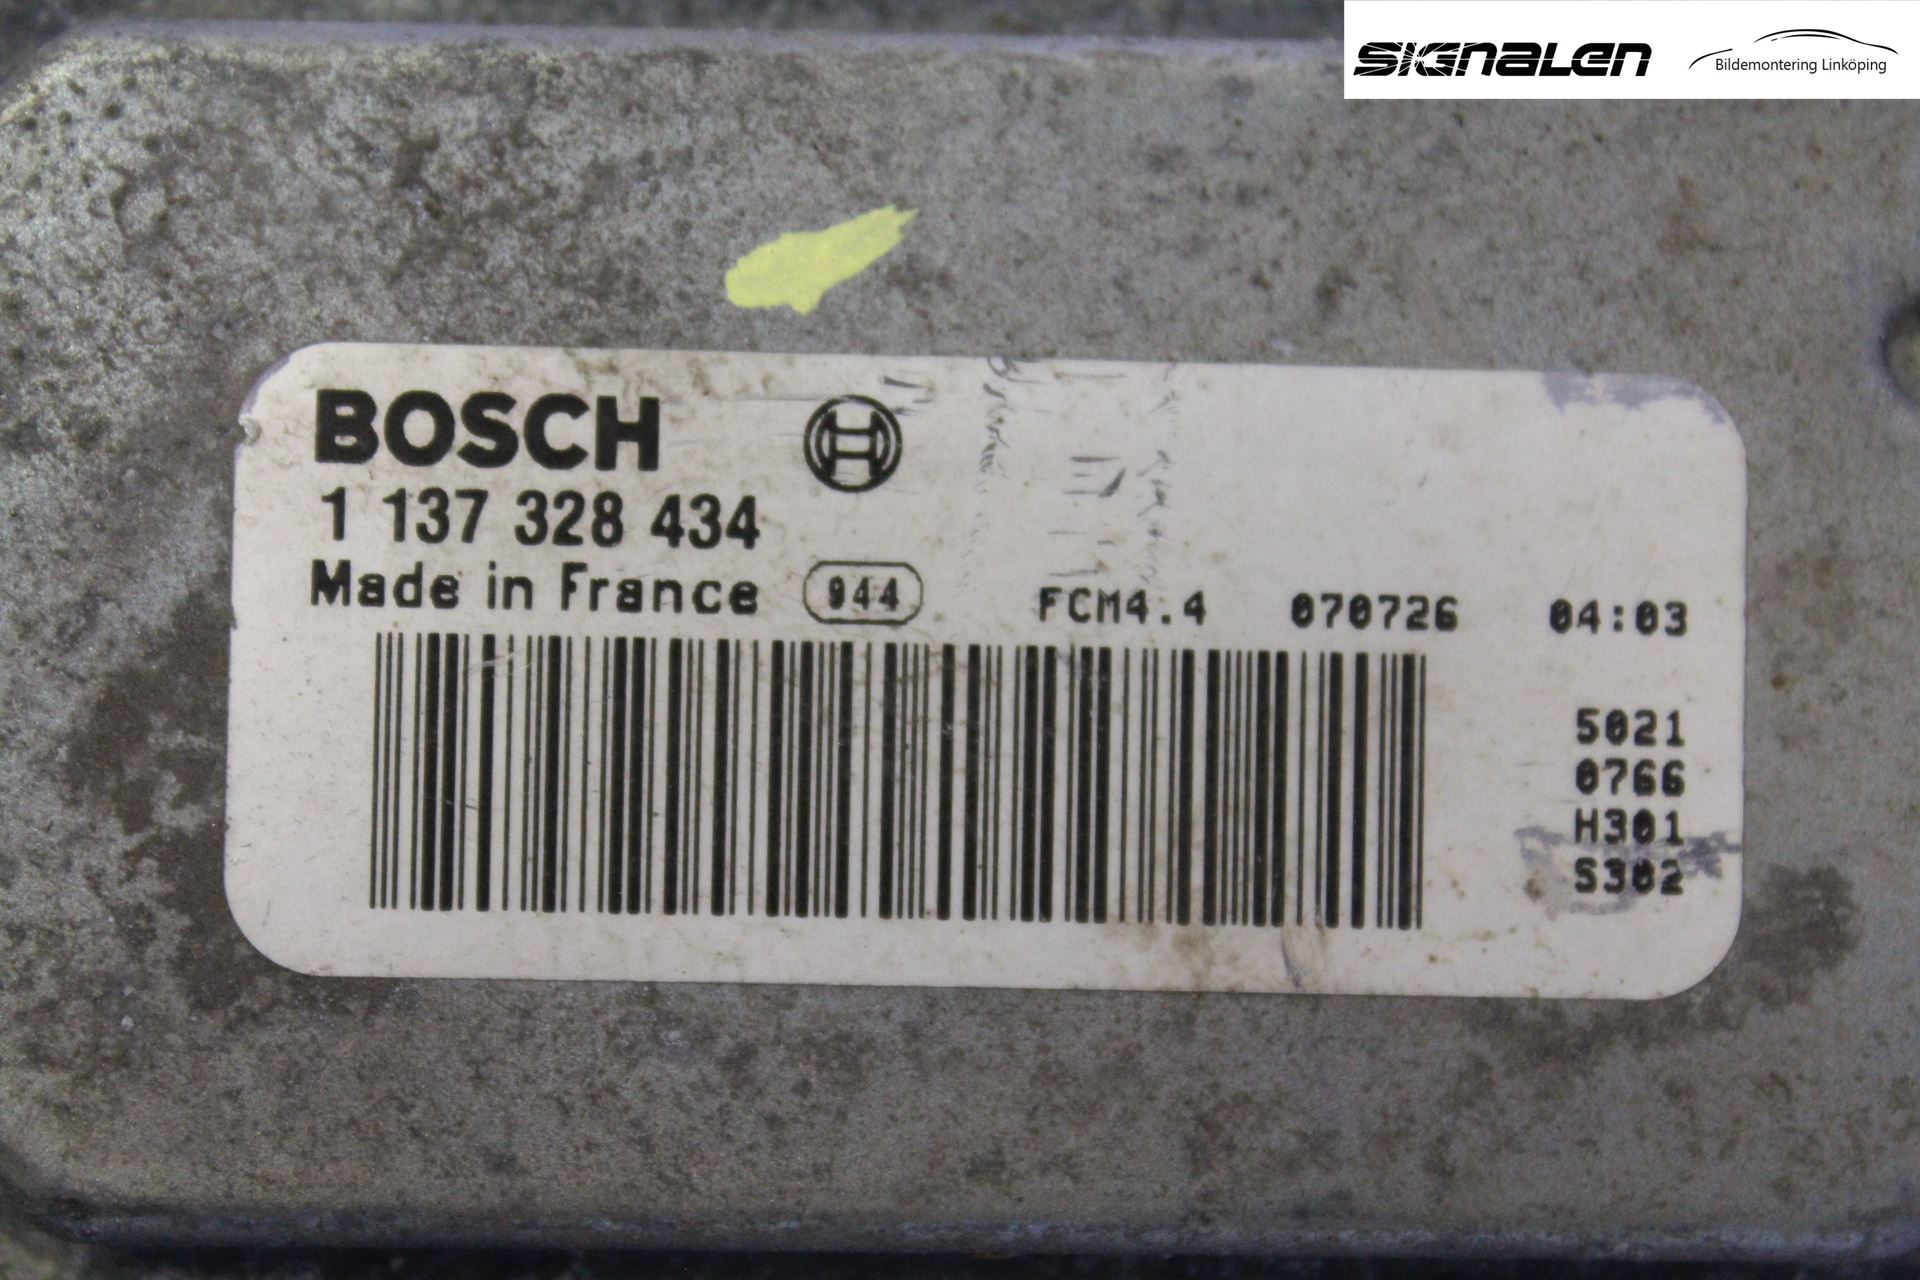 SIGNALEN
Bildemontering Linköping
BOSCH
1 137 328 434
Made in France 944 FCM4.4 070726 04:03
5021
0766
H301
S302